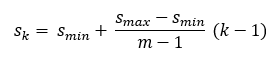 s_k = s_min + (s_max − s_min)/(m − 1) (k − 1)